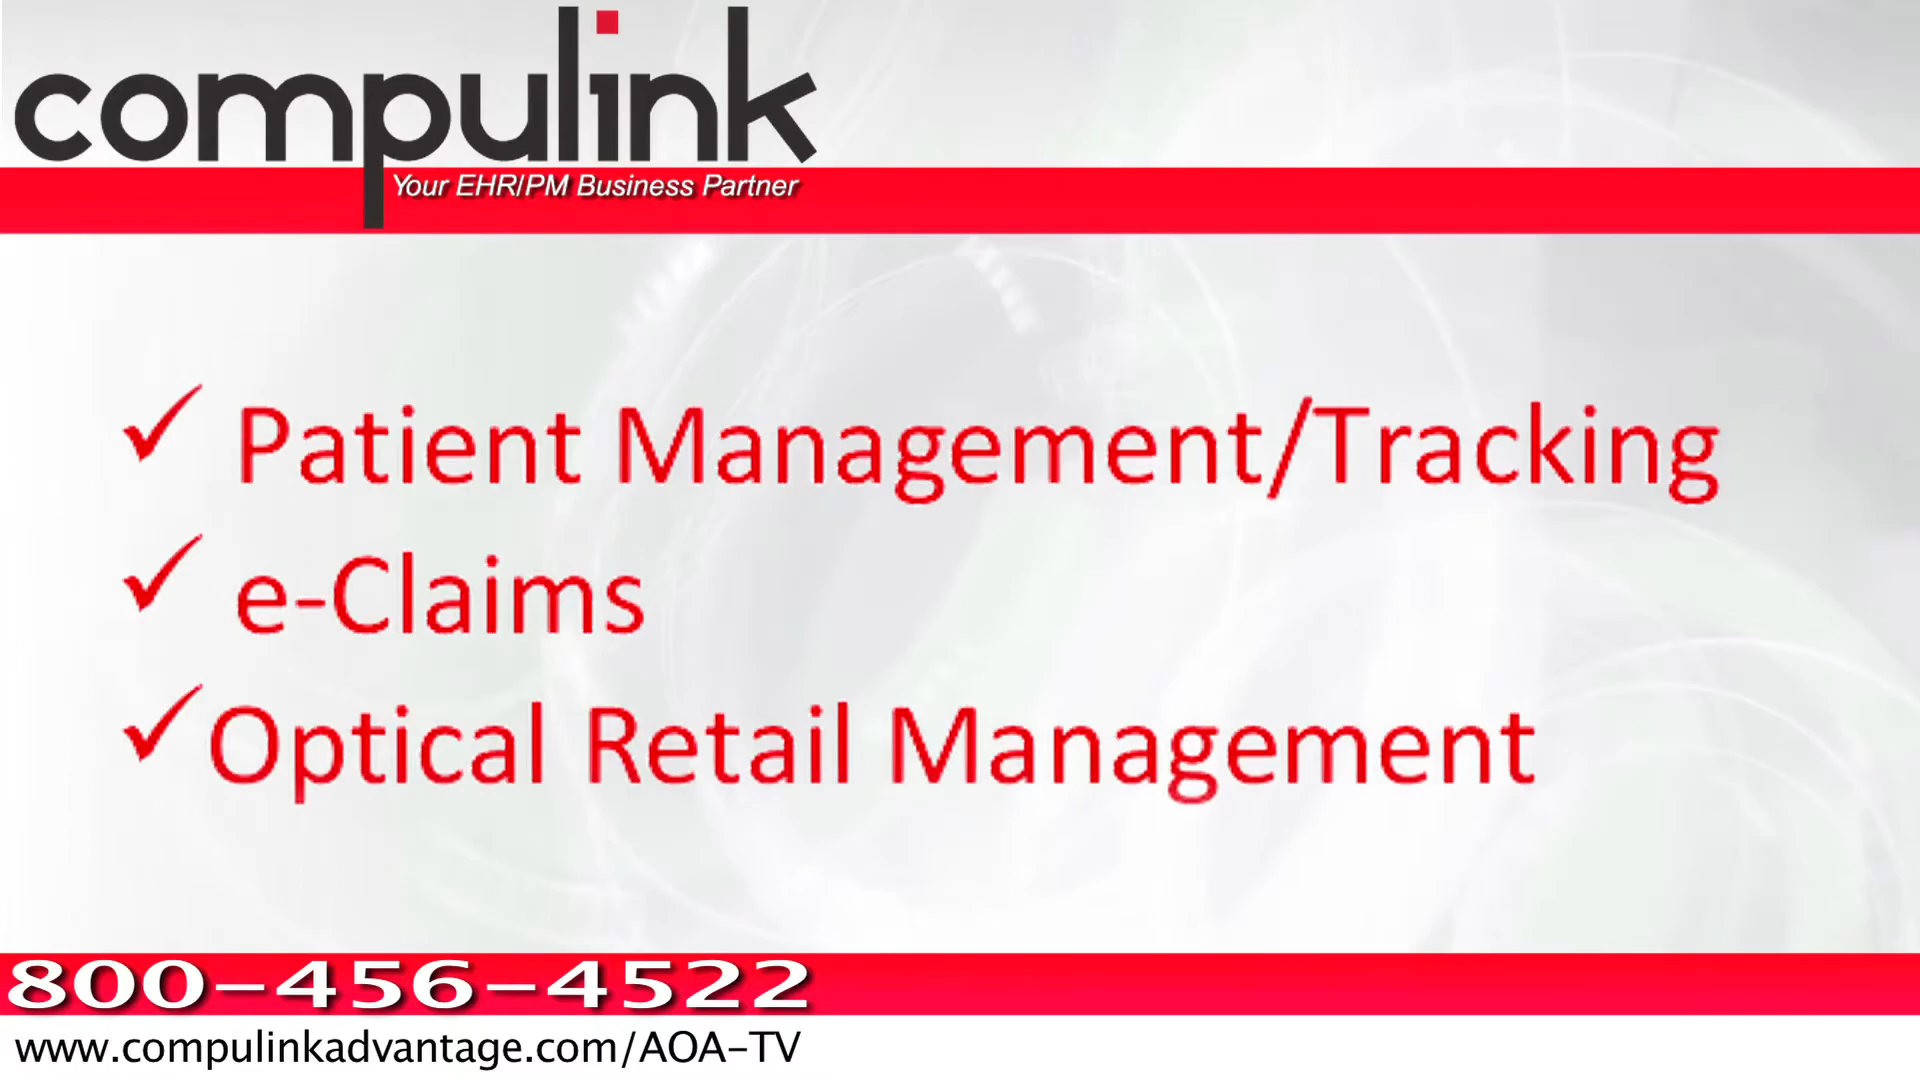 compulink
Your EHR/PM Business Partner
✓ Patient Management/Tracking
✓ e-Claims
✓ Optical Retail Management
800-456-4522
www.compulinkadvantage.com/AOA-TV